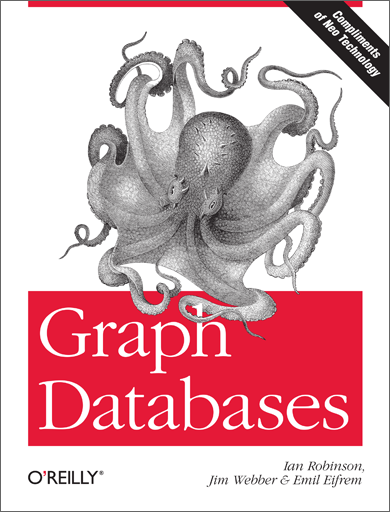 Compliments
of Neo Technology
Graph
Databases
O'REILLY®
Ian Robinson,
Jim Webber & Emil Eifrem